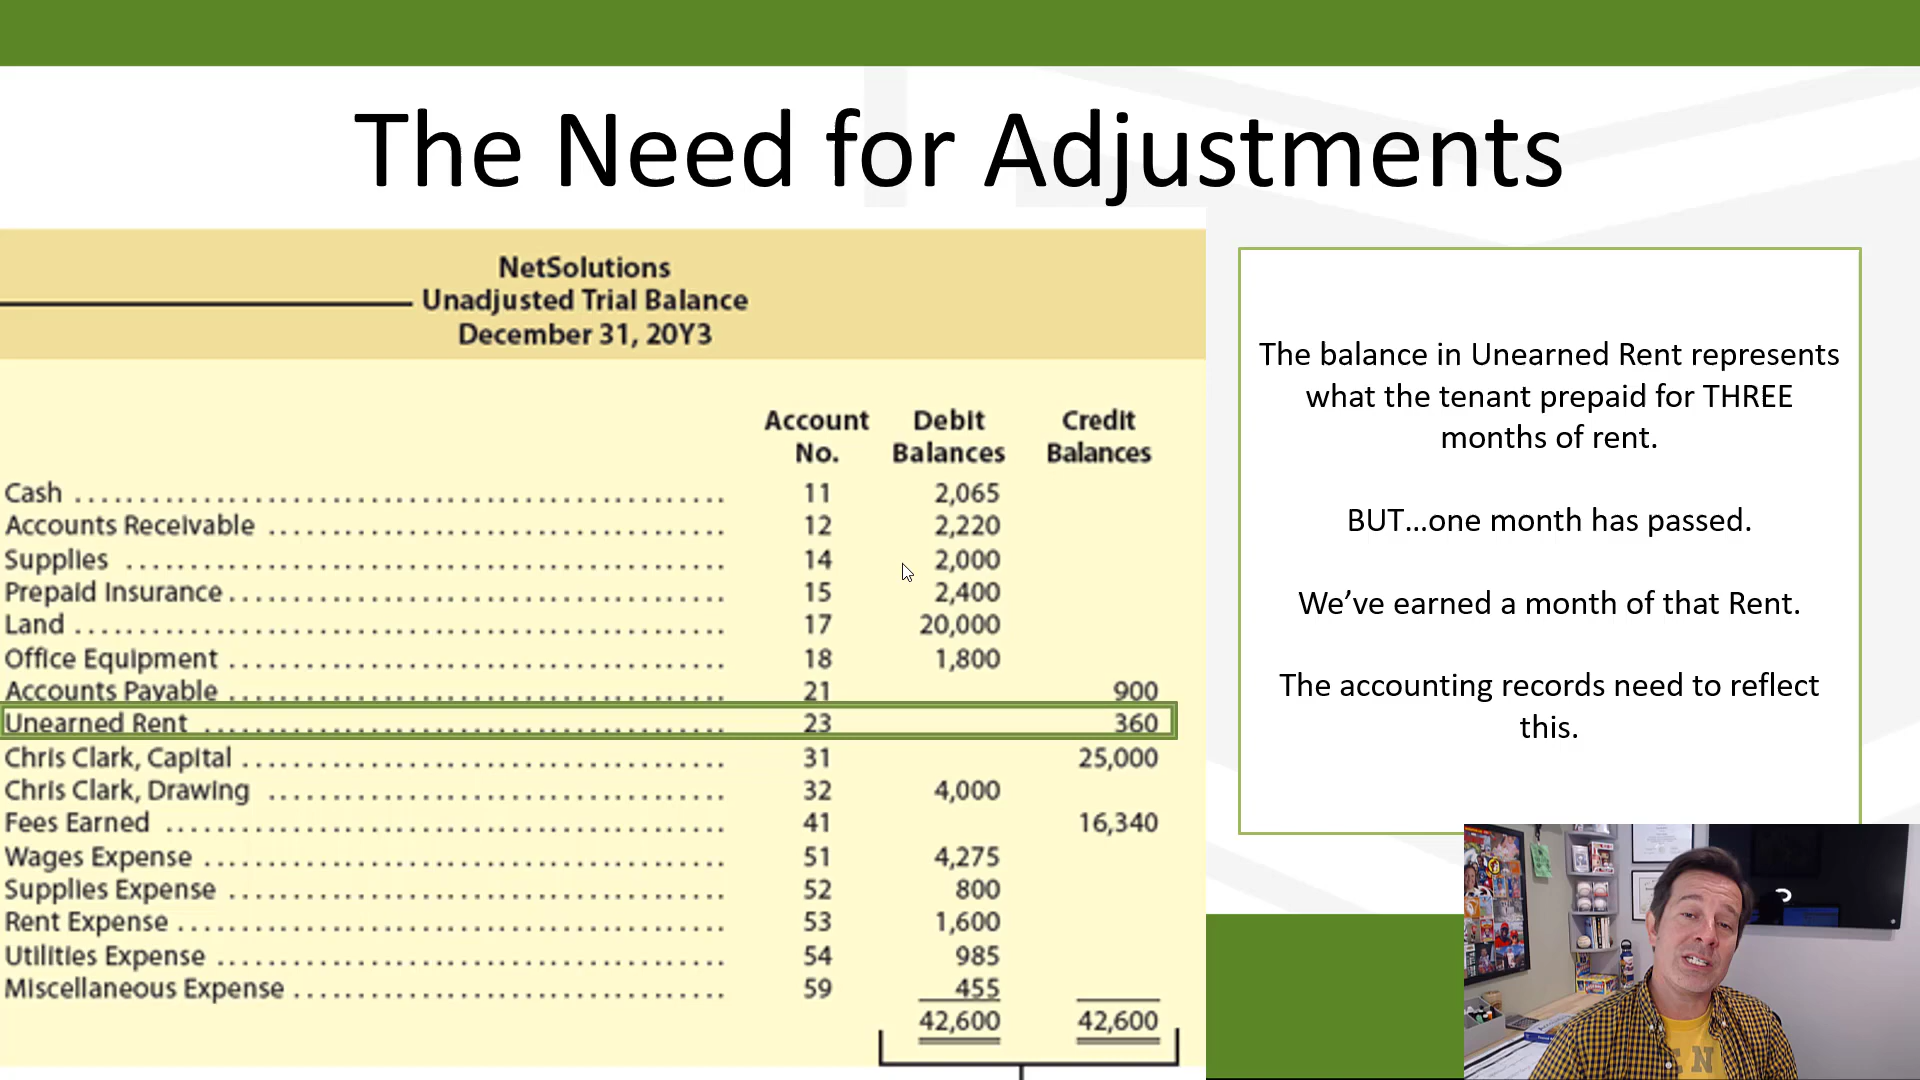 The Need for Adjustments
NetSolutions
Unadjusted Trial Balance
December 31, 20Y3
Account No. Debit Balances Credit Balances
Cash 11 2,065
Accounts Receivable 12 2,220
Supplies 14 2,000
Prepaid Insurance 15 2,400
Land 17 20,000
Office Equipment 18 1,800
Accounts Payable 21 900
Unearned Rent 23 360
Chris Clark, Capital 31 25,000
Chris Clark, Drawing 32 4,000
Fees Earned 41 16,340
Wages Expense 51 4,275
Supplies Expense 52 800
Rent Expense 53 1,600
Utilities Expense 54 985
Miscellaneous Expense 59 455
42,600 42,600
The balance in Unearned Rent represents
what the tenant prepaid for THREE
months of rent.
BUT...one month has passed.
We've earned a month of that Rent.
The accounting records need to reflect
this.